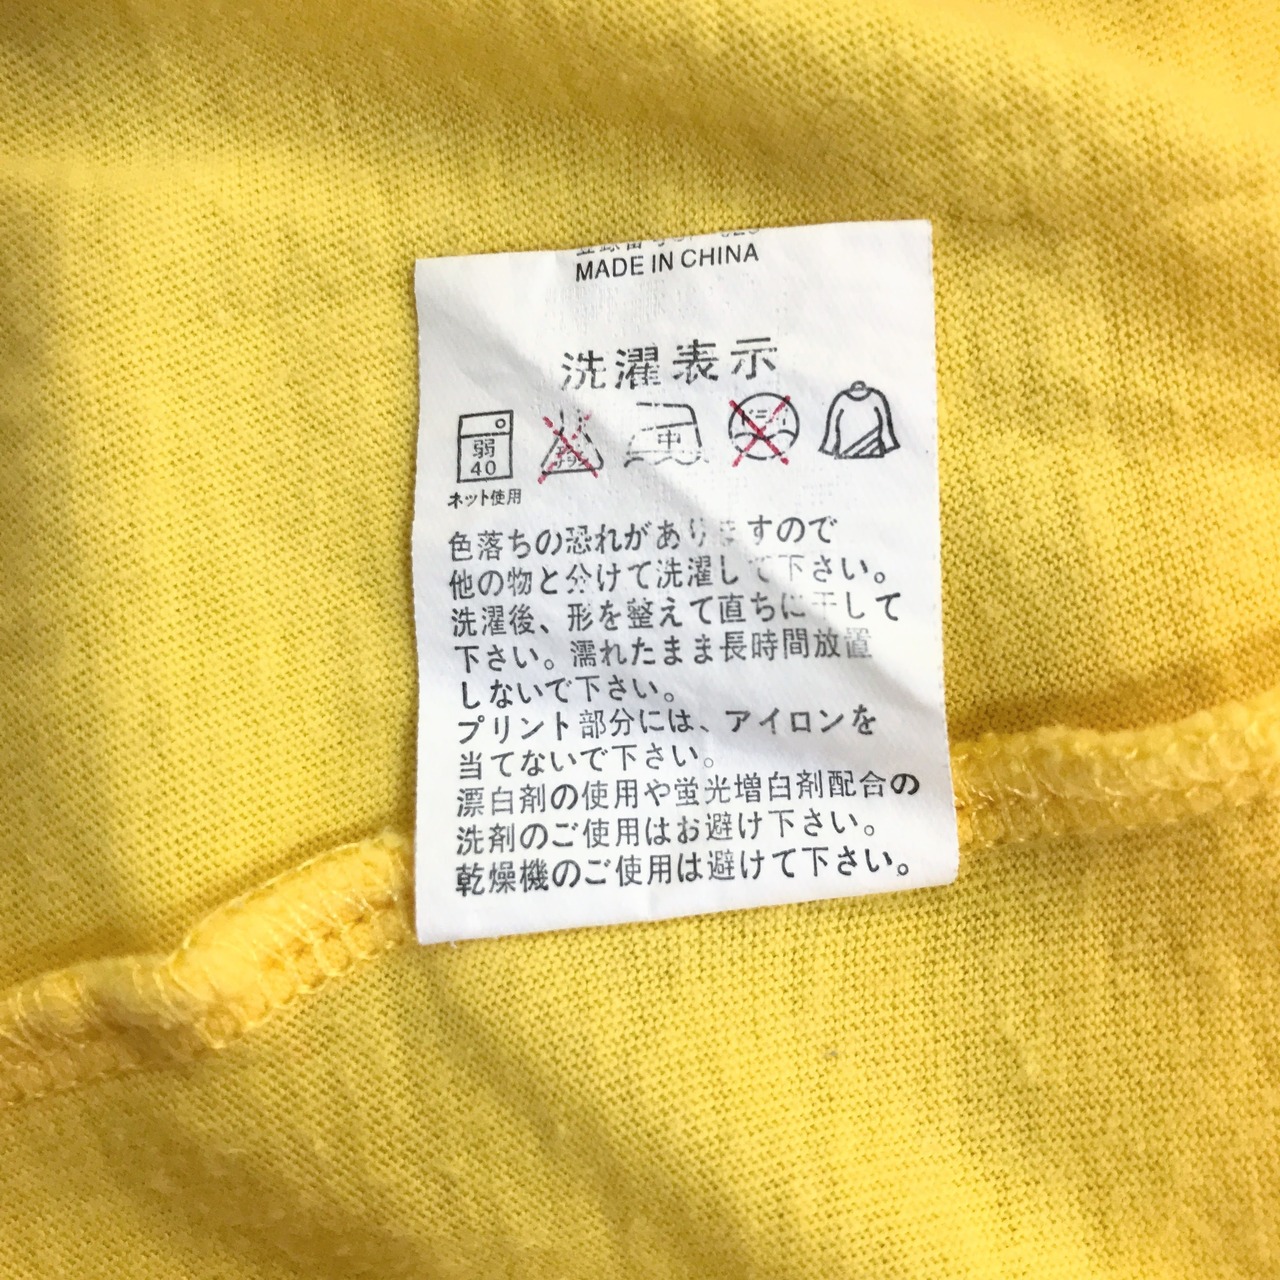 MADE IN CHINA
洗濯表示
弱
40
中
ネット使用
色落ちの恐れがありますので
他の物と分けて洗濯して下さい。
洗濯後、形を整えて直ちに干して
下さい。濡れたまま長時間放置
しないで下さい。
プリント部分には、アイロンを
当てないで下さい。
漂白剤の使用や蛍光増白剤配合の
洗剤のご使用はお避け下さい。
乾燥機のご使用は避けて下さい。